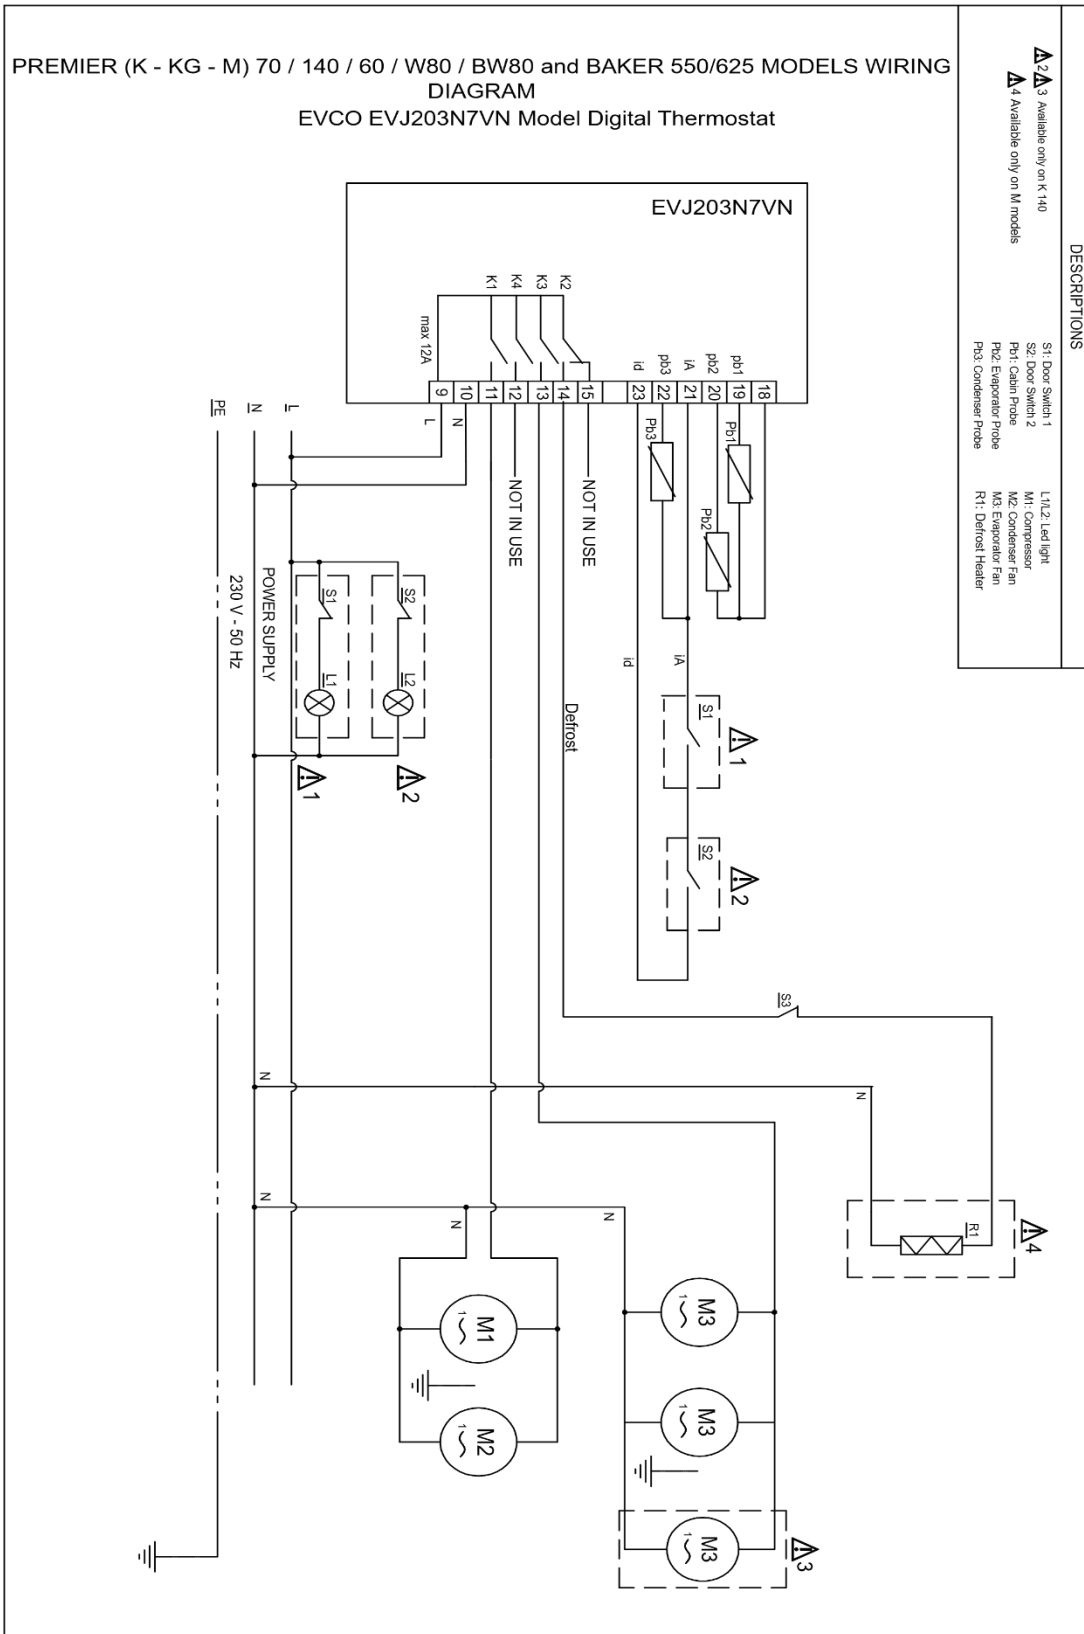 PREMIER (K - KG - M) 70 / 140 / 60 / W80 / BW80 and BAKER 550/625 MODELS WIRING
DIAGRAM
EVCO EVJ203N7VN Model Digital Thermostat
DESCRIPTIONS
2 3 Available only on K 140
4 Available only on M models
S1: Door Switch 1
S2: Door Switch 2
Pb1: Cabin Probe
Pb2: Evaporator Probe
Pb3: Condenser Probe
L1/L2: Led light
M1: Compressor
M2: Condenser Fan
M3: Evaporator Fan
R1: Defrost Heater
EVJ203N7VN
K1 K4 K3 K2
max 12A
id pb3 iA pb2 pb1
9 10 11 12 13 14 15 23 22 21 20 19 18
PE N L
L N
NOT IN USE
NOT IN USE
Pb3
Pb1
Pb2
POWER SUPPLY
230 V - 50 Hz
S1
L1
1
S2
L2
2
Defrost
id
iA
S1
1
S2
2
S3
N
N
N
N
N
R1
4
M1
1
M2
1
M3
1
M3
1
M3
1
3